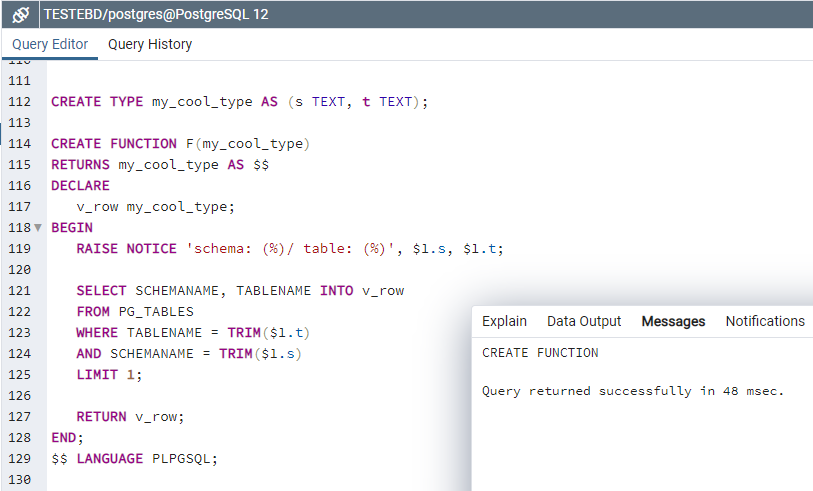 TESTEBD/postgres@PostgreSQL 12
Query Editor Query History
111
112 CREATE TYPE my_cool_type AS (s TEXT, t TEXT);
113
114 CREATE FUNCTION F(my_cool_type)
115 RETURNS my_cool_type AS $$
116 DECLARE
117 v_row my_cool_type;
118 BEGIN
119 RAISE NOTICE 'schema: (%)/ table: (%)', $1.s, $1.t;
120
121 SELECT SCHEMANAME, TABLENAME INTO v_row
122 FROM PG_TABLES
123 WHERE TABLENAME = TRIM($1.t)
124 AND SCHEMANAME = TRIM($1.s)
125 LIMIT 1;
126
127 RETURN v_row;
128 END;
129 $$ LANGUAGE PLPGSQL;
130
Explain Data Output Messages Notifications
CREATE FUNCTION
Query returned successfully in 48 msec.